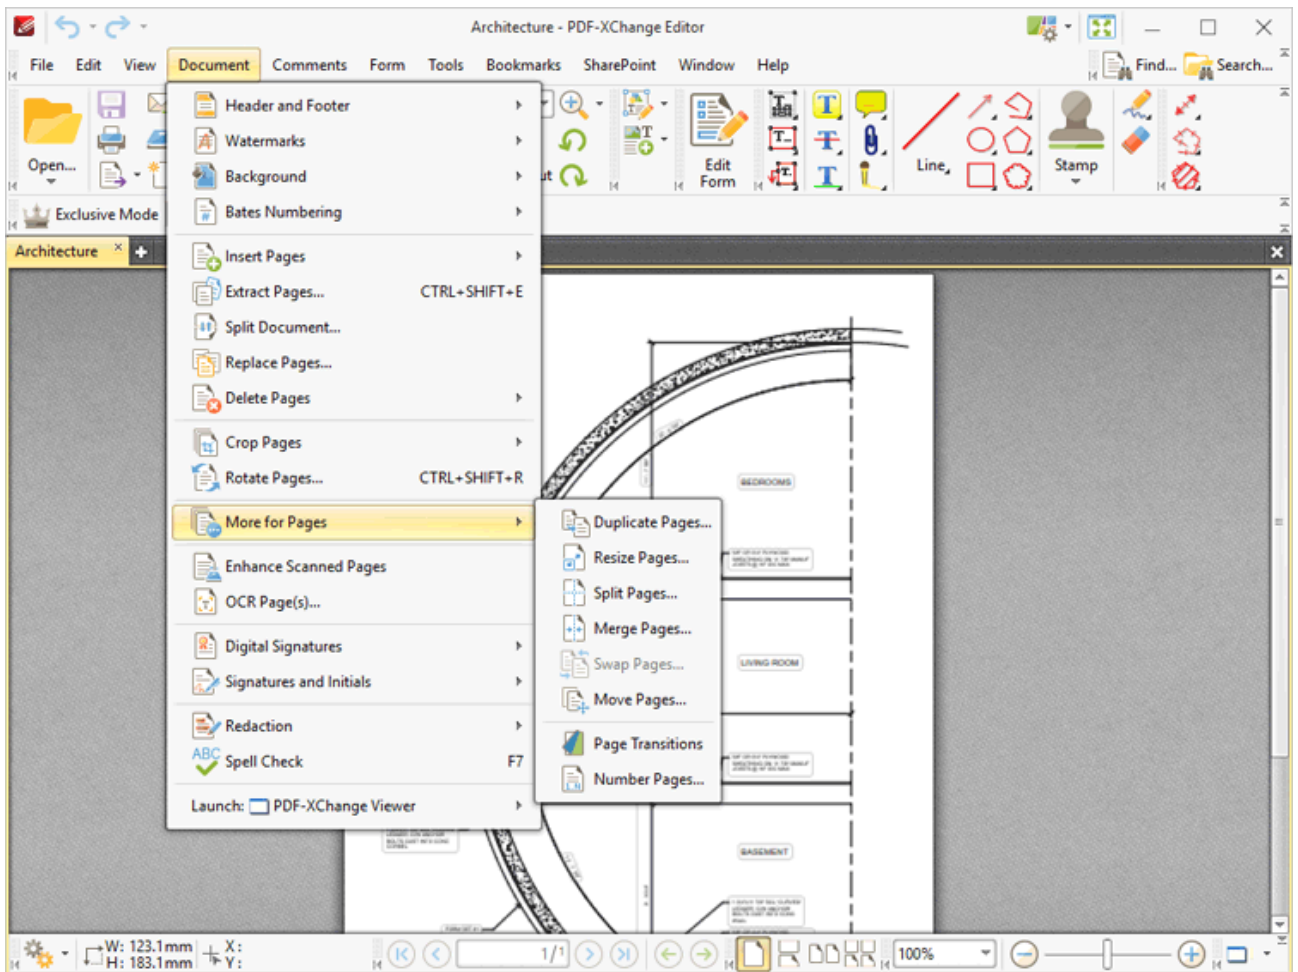 Architecture - PDF-XChange Editor
File Edit View Document Comments Form Tools Bookmarks SharePoint Window Help Find... Search...
Open...
Edit Form
Line
Stamp
Exclusive Mode
Architecture
Header and Footer
Watermarks
Background
Bates Numbering
Insert Pages
Extract Pages... CTRL+SHIFT+E
Split Document...
Replace Pages...
Delete Pages
Crop Pages
Rotate Pages... CTRL+SHIFT+R
More for Pages
Enhance Scanned Pages
OCR Page(s)...
Digital Signatures
Signatures and Initials
Redaction
ABC Spell Check F7
Launch: PDF-XChange Viewer
Duplicate Pages...
Resize Pages...
Split Pages...
Merge Pages...
Swap Pages...
Move Pages...
Page Transitions
Number Pages...
BEDROOMS
LIVING ROOM
BASEMENT
W: 123.1mm X:
H: 183.1mm Y:
1/1
100%